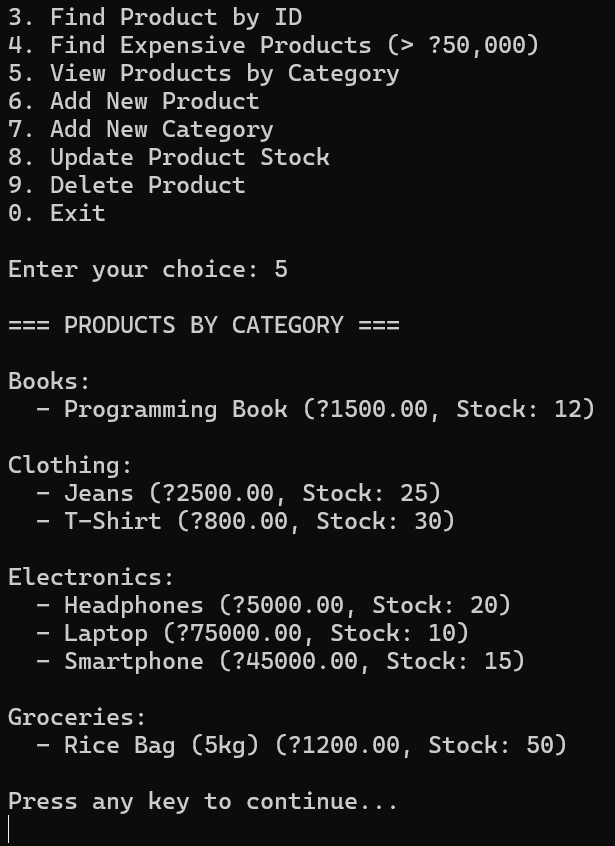 3. Find Product by ID
4. Find Expensive Products (> ?50,000)
5. View Products by Category
6. Add New Product
7. Add New Category
8. Update Product Stock
9. Delete Product
0. Exit
Enter your choice: 5
=== PRODUCTS BY CATEGORY ===
Books:
- Programming Book (?1500.00, Stock: 12)
Clothing:
- Jeans (?2500.00, Stock: 25)
- T-Shirt (?800.00, Stock: 30)
Electronics:
- Headphones (?5000.00, Stock: 20)
- Laptop (?75000.00, Stock: 10)
- Smartphone (?45000.00, Stock: 15)
Groceries:
- Rice Bag (5kg) (?1200.00, Stock: 50)
Press any key to continue...